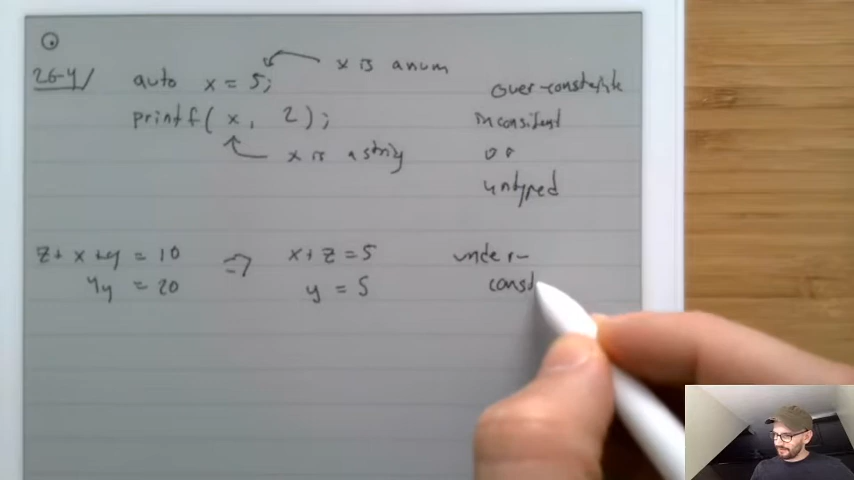 26-4/
auto x = 5;
x is a num
printf( x, 2 );
x is a string
over-constraint
inconsistent
or
untyped
z + x + y = 10
4y = 20
=>
x + z = 5
y = 5
under-
const